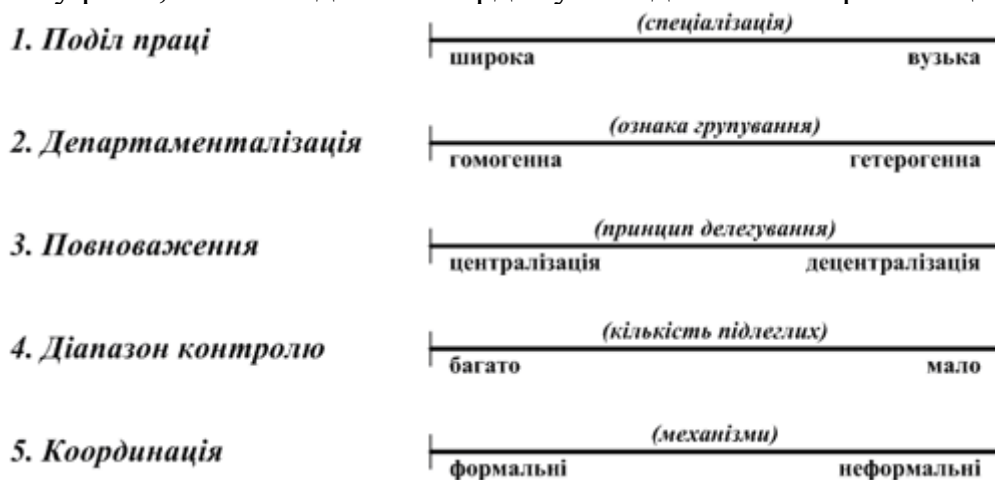 1. Поділ праці
(спеціалізація)
широка вузька
2. Департаменталізація
(ознака групування)
гомогенна гетерогенна
3. Повноваження
(принцип делегування)
централізація децентралізація
4. Діапазон контролю
(кількість підлеглих)
багато мало
5. Координація
(механізми)
формальні неформальні